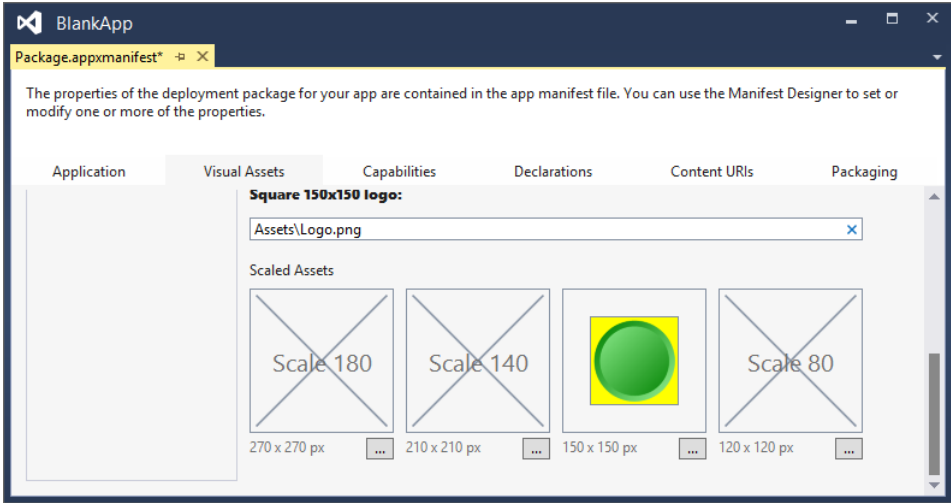 BlankApp
Package.appxmanifest*
The properties of the deployment package for your app are contained in the app manifest file. You can use the Manifest Designer to set or
modify one or more of the properties.
Application Visual Assets Capabilities Declarations Content URIs Packaging
Square 150x150 logo:
Assets\Logo.png
Scaled Assets
Scale 180 Scale 140 Scale 80
270 x 270 px ... 210 x 210 px ... 150 x 150 px ... 120 x 120 px ...